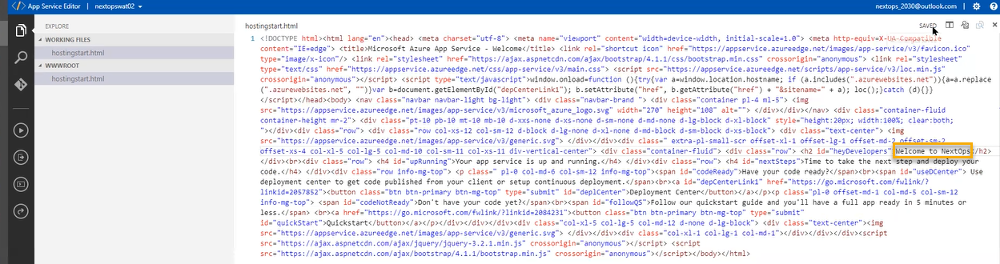 App Service Editor | nextopswat02
nextops_2030@outlook.com
EXPLORE
WORKING FILES
hostingstart.html
WWWROOT
hostingstart.html
hostingstart.html
SAVED
1 <!DOCTYPE html><html lang="en"><head> <meta charset="utf-8"> <meta name="viewport" content="width=device-width, initial-scale=1.0"> <meta http-equiv="X-UA-Compatible"
content="IE=edge"> <title>Microsoft Azure App Service - Welcome</title> <link rel="shortcut icon" href="https://appservice.azureedge.net/images/app-service/v3/favicon.ico"
type="image/x-icon"/> <link rel="stylesheet" href="https://ajax.aspnetcdn.com/ajax/bootstrap/4.1.1/css/bootstrap.min.css" crossorigin="anonymous"> <link rel="stylesheet"
type="text/css" href="https://appservice.azureedge.net/css/app-service/v3/main.css"> <script src="https://appservice.azureedge.net/scripts/app-service/v3/loc.min.js"
crossorigin="anonymous"></script> <script type="text/javascript">window.onload=function (){try{var a=window.location.hostname; if (a.includes(".azurewebsites.net")){a=a.replace
(".azurewebsites.net", "")}var b=document.getElementById("depCenterLink1"); b.setAttribute("href", b.getAttribute("href") + "&sitename=" + a); loc();}catch (d){}}
</script></head><body> <nav class="navbar navbar-light bg-light"> <div class="navbar-brand "> <div class="container pl-4 ml-5"> <img
src="https://appservice.azureedge.net/images/app-service/v3/microsoft_azure_logo.svg" width="270" height="108" alt=""> </div></div></nav> <div class="container-fluid
container-height mr-2"> <div class="pt-10 pb-10 mt-10 mb-10 d-xxs-none d-xs-none d-sm-none d-md-none d-lg-block d-xl-block" style="height:20px; width:100%; clear:both;
"></div><div class="row"> <div class="row col-xs-12 col-sm-12 d-block d-lg-none d-xl-none d-md-block d-sm-block d-xs-block"> <div class="text-center"> <img
src="https://appservice.azureedge.net/images/app-service/v3/generic.svg"> </div></div> <div class=" extra-pl-small-scr offset-xl-1 offset-lg-1 offset-md-2 offset-sm-2
offset-xs-4 col-xl-5 col-lg-5 col-md-10 col-sm-11 col-xs-11 div-vertical-center"> <div class="container-fluid"> <div class="row"> <h2 id="heyDevelopers">Welcome to NextOps</h2>
</div><br><div class="row"> <h4 id="upRunning">Your app service is up and running.</h4> </div><div class="row"> <h4 id="nextSteps">Time to take the next step and deploy your
code.</h4> </div><div class="row info-mg-top"> <p class=" pl-0 col-md-6 col-sm-12 info-mg-top"> <span id="codeReady">Have your code ready?</span><br><span id="useDCenter"> Use
deployment center to get code published from your client or setup continuous deployment.</span><br><a id="depCenterLink1" href="https://go.microsoft.com/fwlink/?
linkid=2057852"><button class="btn btn-primary btn-mg-top" type="submit" id="deplCenter">Deployment Center</button></a></p><p class="pl-0 offset-md-1 col-md-5 col-sm-12
info-mg-top"> <span id="codeNotReady">Don't have your code yet?</span><br><span id="followQS">Follow our quickstart guide and you'll have a full app ready in 5 minutes or
less.</span> <br><a href="https://go.microsoft.com/fwlink/?linkid=2084231"><button class="btn btn-primary btn-mg-top" type="submit"
id="quickStart">Quickstart</button></a></p></div></div></div> <div class="col-xl-5 col-lg-5 col-md-12 d-none d-lg-block"> <div class="text-center"><img
src="https://appservice.azureedge.net/images/app-service/v3/generic.svg"> </div></div> <div class="col-xl-1 col-lg-1 col-md-1"></div></div></div><script
src="https://ajax.aspnetcdn.com/ajax/jquery/jquery-3.2.1.min.js" crossorigin="anonymous"></script> <script
src="https://ajax.aspnetcdn.com/ajax/bootstrap/4.1.1/bootstrap.min.js" crossorigin="anonymous"></script></body></html>